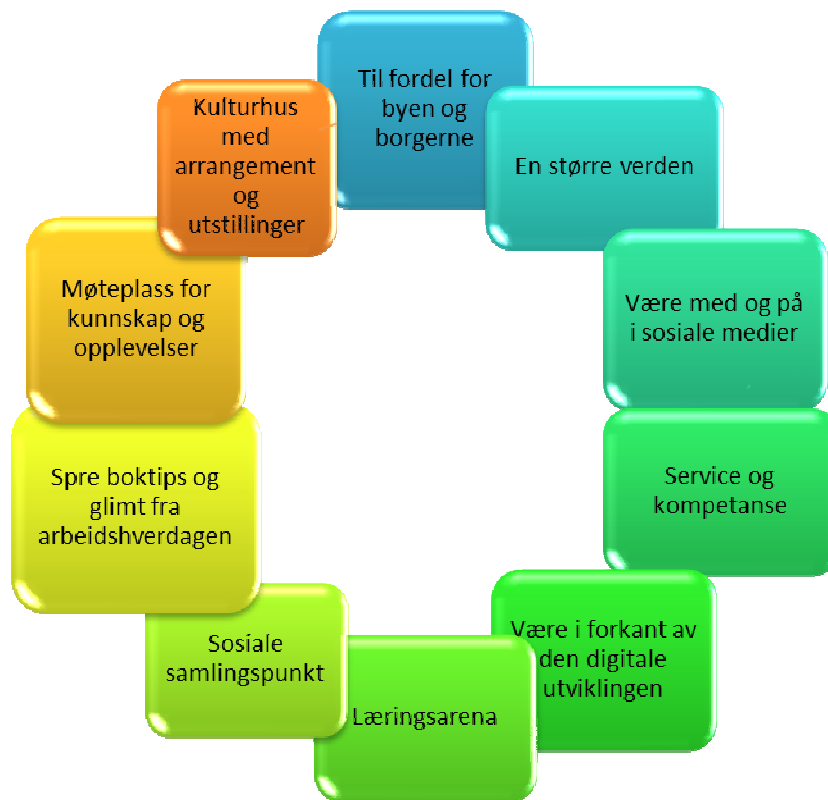 Til fordel for
byen og
borgerne
En større verden
Være med og på
i sosiale medier
Service og
kompetanse
Være i forkant av
den digitale
utviklingen
Læringsarena
Sosiale
samlingspunkt
Spre boktips og
glimt fra
arbeidshverdagen
Møteplass for
kunnskap og
opplevelser
Kulturhus
med
arrangement
og
utstillinger